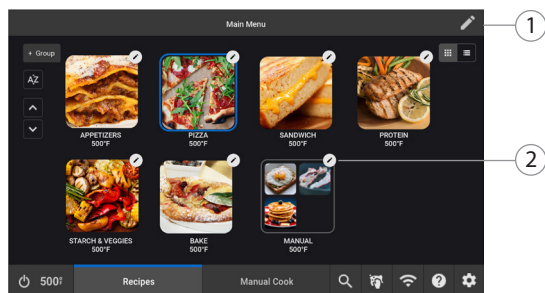 Main Menu
1
+ Group
AZ
APPETIZERS
500°F
PIZZA
500°F
SANDWICH
500°F
PROTEIN
500°F
2
STARCH & VEGGIES
500°F
BAKE
500°F
MANUAL
500°F
500°F
Recipes
Manual Cook
?